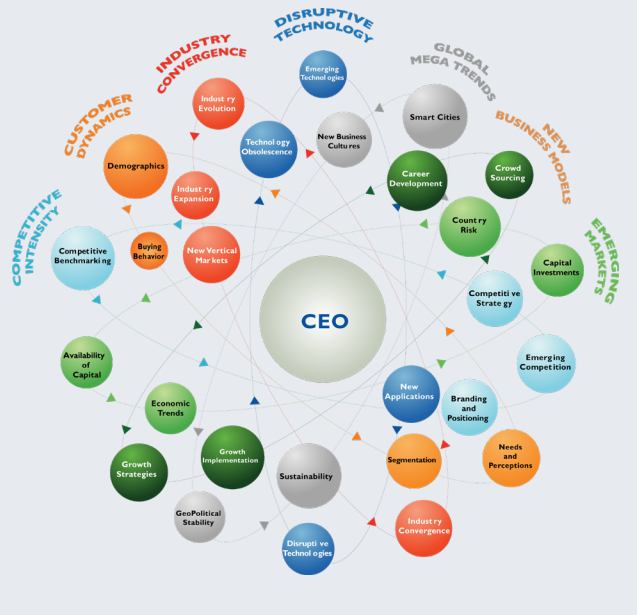 DISRUPTIVE
TECHNOLOGY
INDUSTRY
CONVERGENCE
GLOBAL
MEGA TRENDS
CUSTOMER
DYNAMICS
NEW
BUSINESS MODELS
COMPETITIVE
INTENSITY
EMERGING
MARKETS
Emerging
Technologies
Industry
Evolution
Smart Cities
Technology
Obsolescence
New Business
Cultures
Demographics
Career
Development
Crowd
Sourcing
Industry
Expansion
Country
Risk
Competitive
Benchmarking
Buying
Behavior
New Vertical
Markets
Capital
Investments
Competitive
Strategy
CEO
Availability
of
Capital
Emerging
Competition
Economic
Trends
New
Applications
Branding
and
Positioning
Growth
Strategies
Growth
Implementation
Sustainability
Segmentation
Needs
and
Perceptions
GeoPolitical
Stability
Disruptive
Technologies
Industry
Convergence